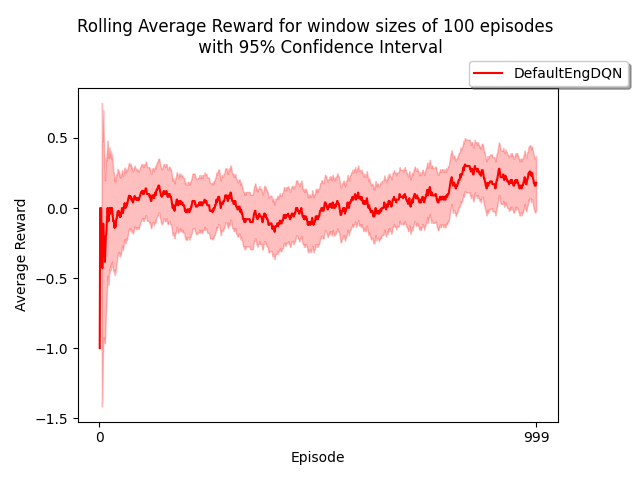 Rolling Average Reward for window sizes of 100 episodes
with 95% Confidence Interval
DefaultEngDQN
Average Reward
0.5
0.0
−0.5
−1.0
−1.5
0
999
Episode